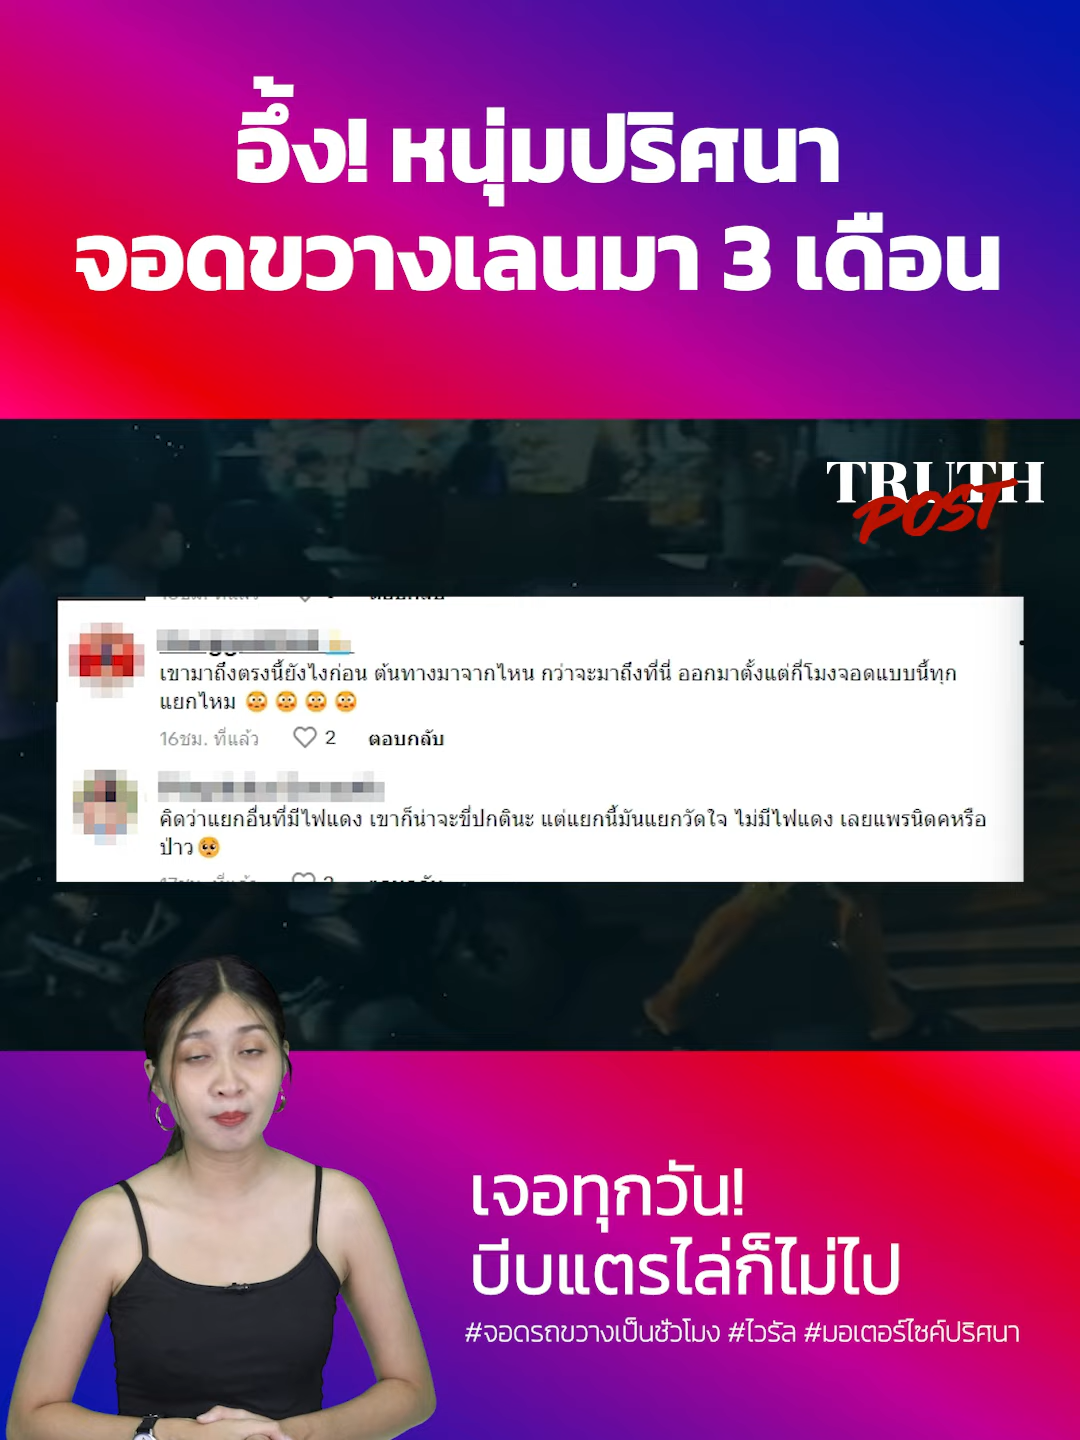 อึ้ง! หนุ่มปริศนา
จอดขวางเลนมา 3 เดือน
TRUTH
POST
เขามาถึงตรงนี้ยังไงก่อน ต้นทางมาจากไหน กว่าจะมาถึงที่นี่ ออกมาตั้งแต่กี่โมงจอดแบบนี้ทุก
แยกไหม 😳 😳 😳 😳
16ชม. ที่แล้ว 2 ตอบกลับ
คิดว่าแยกอื่นที่มีไฟแดง เขาก็น่าจะขี่ปกตินะ แต่แยกนี้มันแยกวัดใจ ไม่มีไฟแดง เลยแพรนิดคหรือ
ป่าว🥺
เจอทุกวัน!
บีบแตรไล่ก็ไม่ไป
#จอดรถขวางเป็นชั่วโมง #ไวรัล #มอเตอร์ไซค์ปริศนา